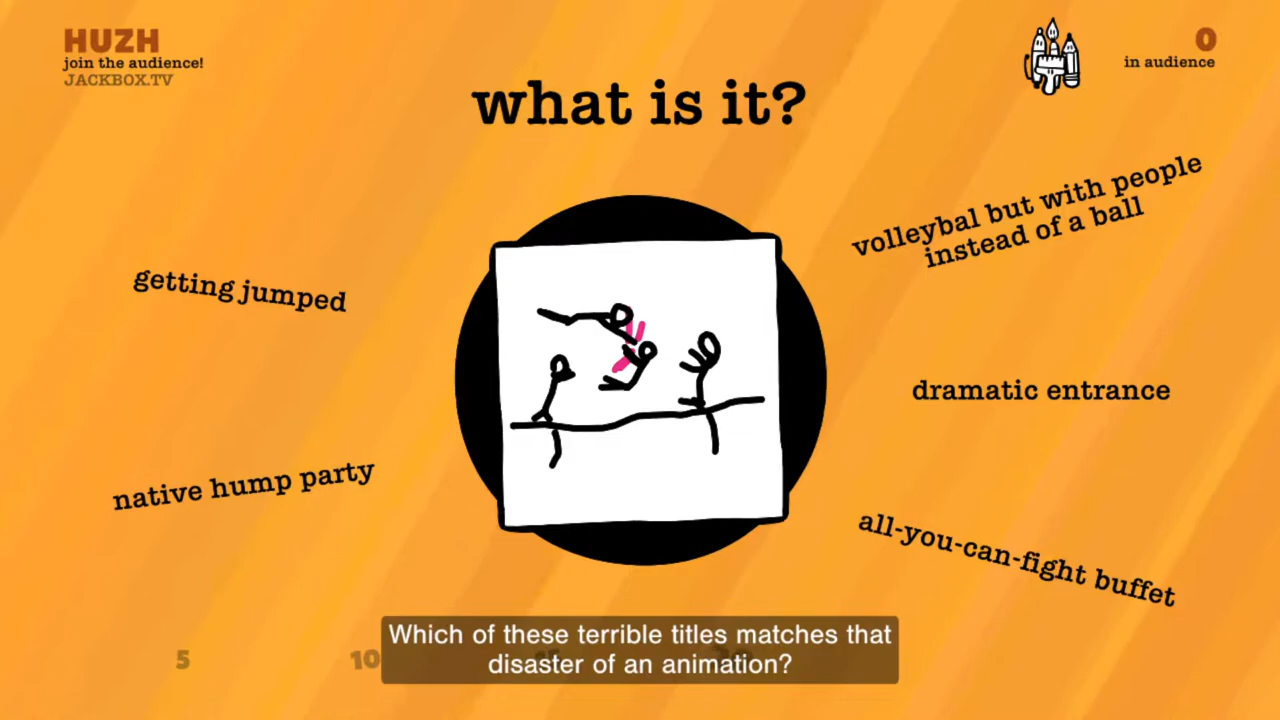 HUZH
join the audience!
JACKBOX.TV
0
in audience
what is it?
volleybal but with people
instead of a ball
getting jumped
dramatic entrance
native hump party
all-you-can-fight buffet
Which of these terrible titles matches that
disaster of an animation?
5
10